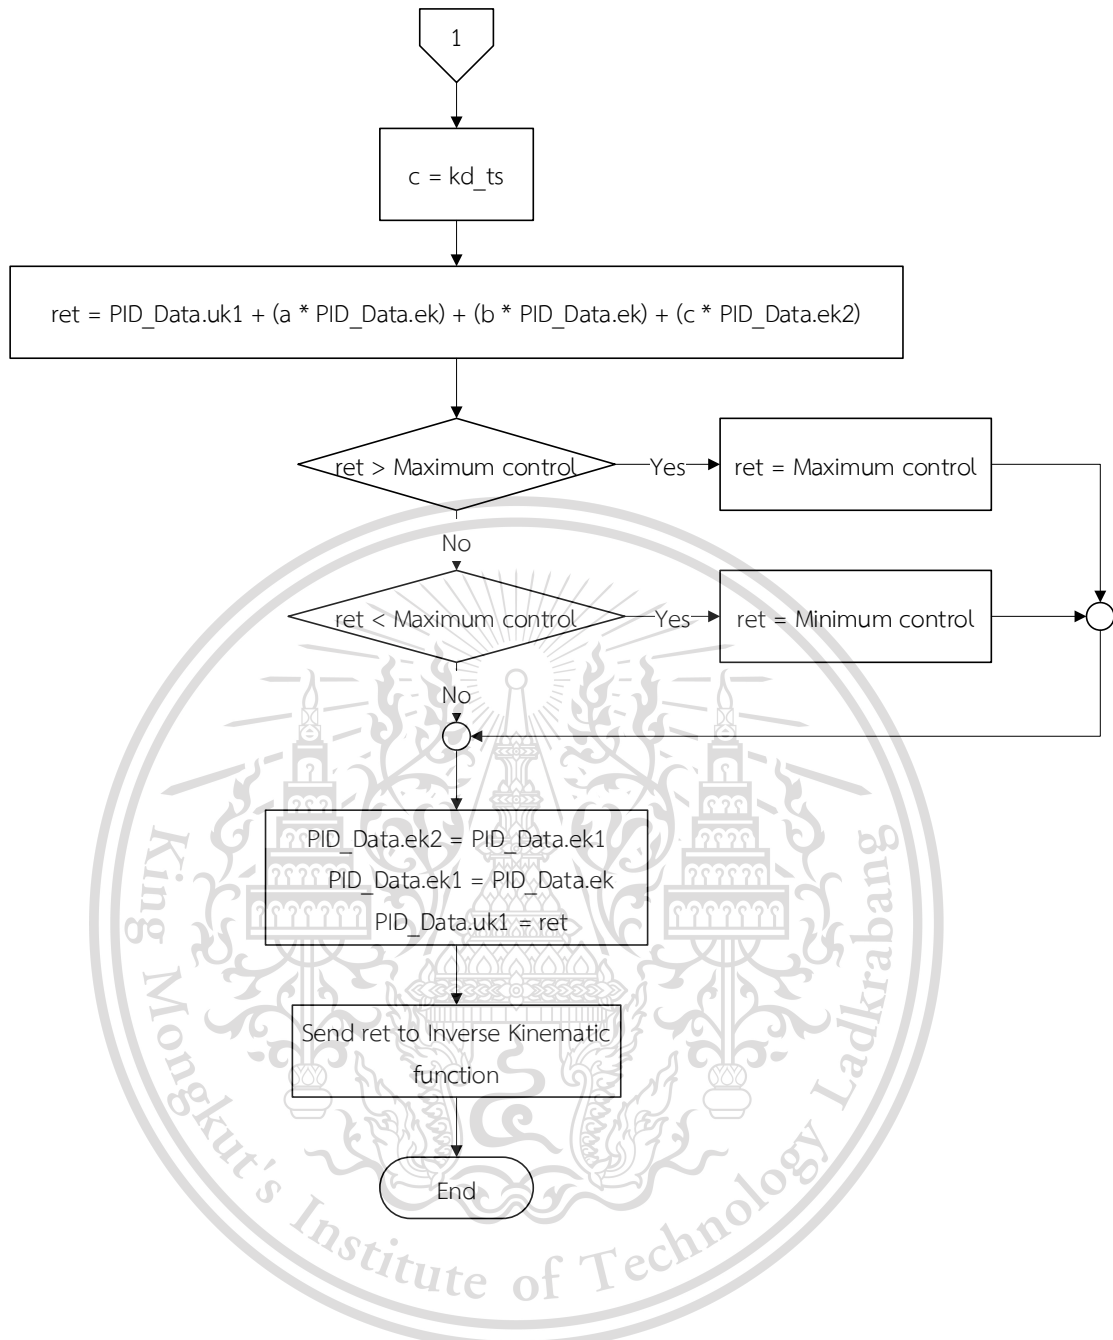 1
c = kd_ts
ret = PID_Data.uk1 + (a * PID_Data.ek) + (b * PID_Data.ek) + (c * PID_Data.ek2)
ret > Maximum control
Yes
ret = Maximum control
No
ret < Maximum control
Yes
ret = Minimum control
No
PID_Data.ek2 = PID_Data.ek1
PID_Data.ek1 = PID_Data.ek
PID_Data.uk1 = ret
Send ret to Inverse Kinematic
function
End
King Mongkut's Institute of Technology Ladkrabang